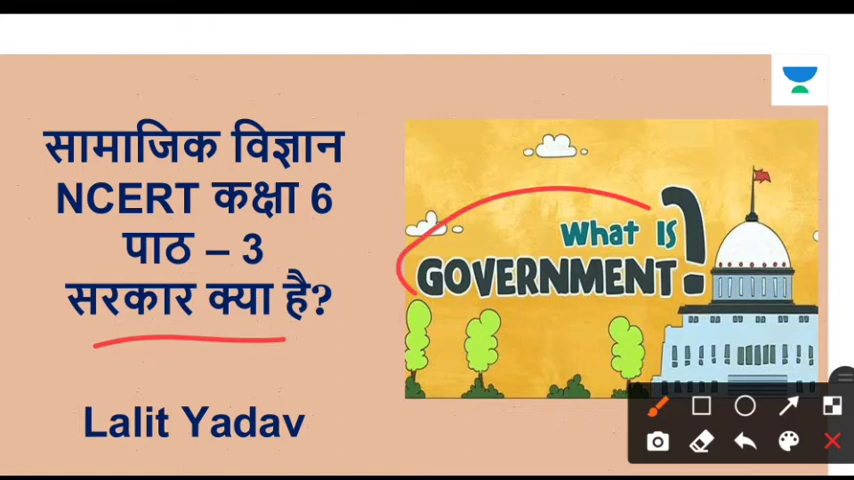 सामाजिक विज्ञान
NCERT कक्षा 6
पाठ – 3
सरकार क्या है?
Lalit Yadav
What Is
GOVERNMENT?